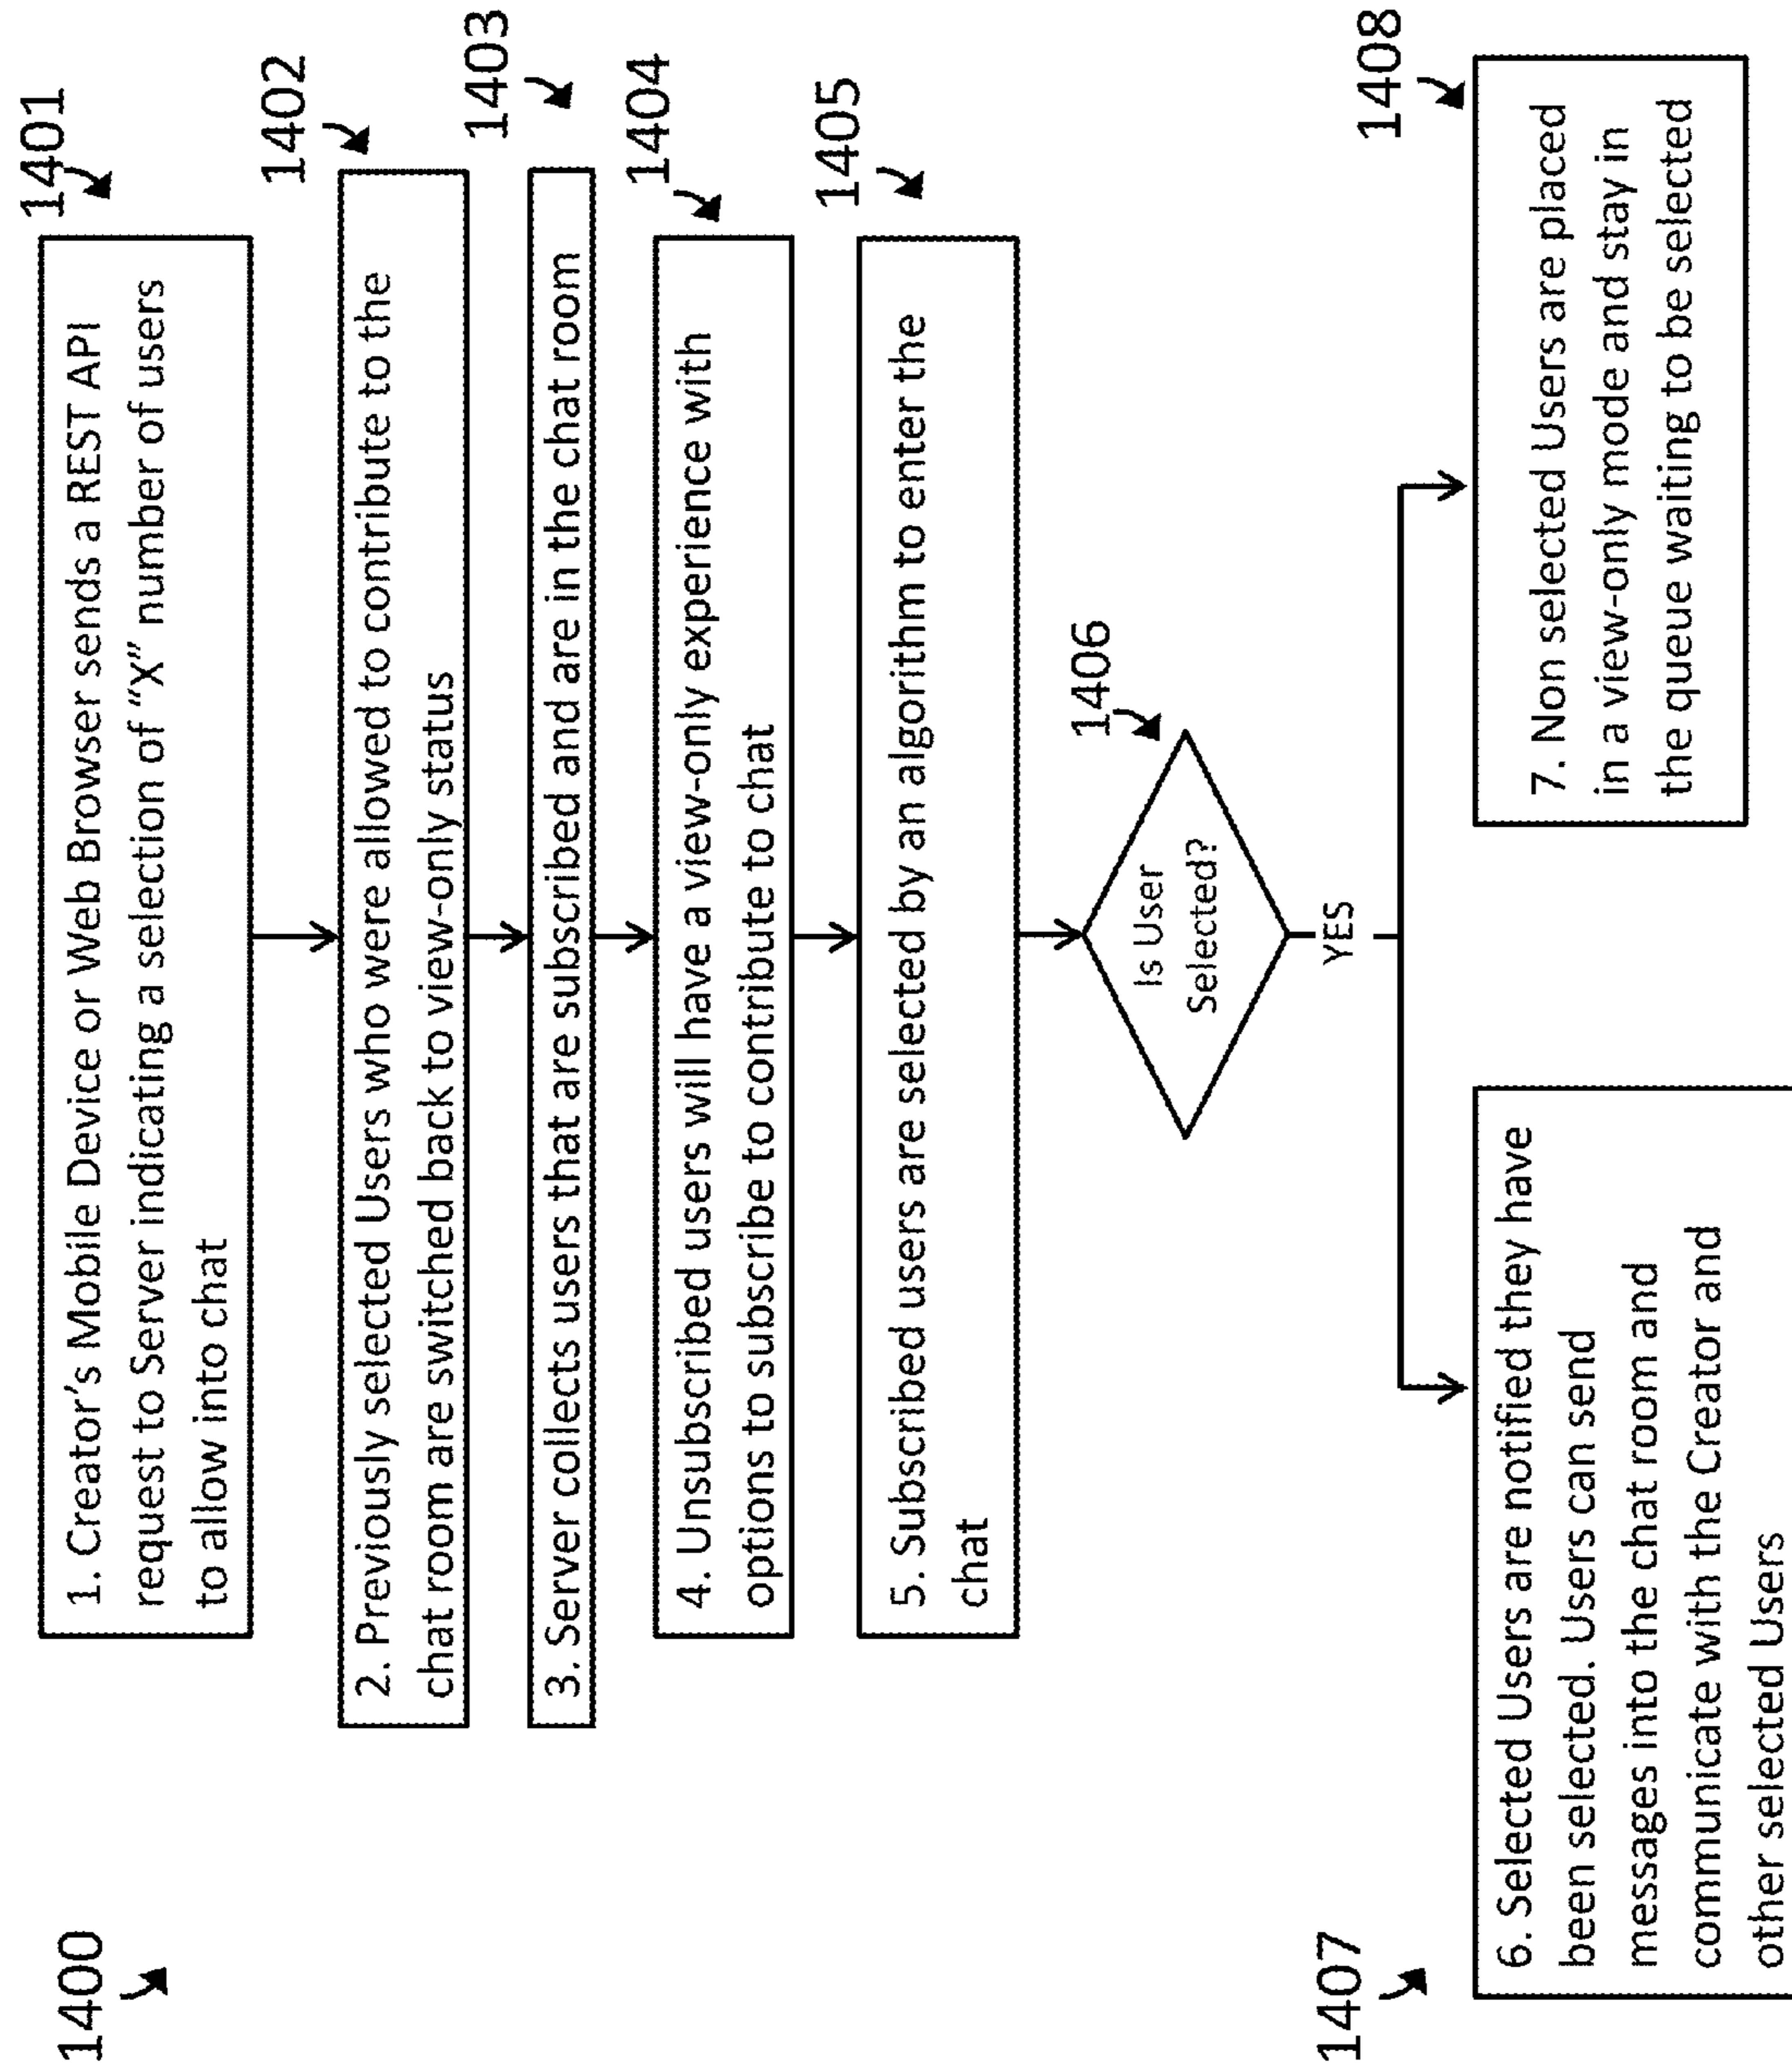 1400
1401
1. Creator's Mobile Device or Web Browser sends a REST API
request to Server indicating a selection of "X" number of users
to allow into chat
1402
2. Previously selected Users who were allowed to contribute to the
chat room are switched back to view-only status
1403
3. Server collects users that are subscribed and are in the chat room
1404
4. Unsubscribed users will have a view-only experience with
options to subscribe to contribute to chat
1405
5. Subscribed users are selected by an algorithm to enter the
chat
1406
Is User
Selected?
YES
1407
6. Selected Users are notified they have
been selected. Users can send
messages into the chat room and
communicate with the Creator and
other selected Users
1408
7. Non selected Users are placed
in a view-only mode and stay in
the queue waiting to be selected